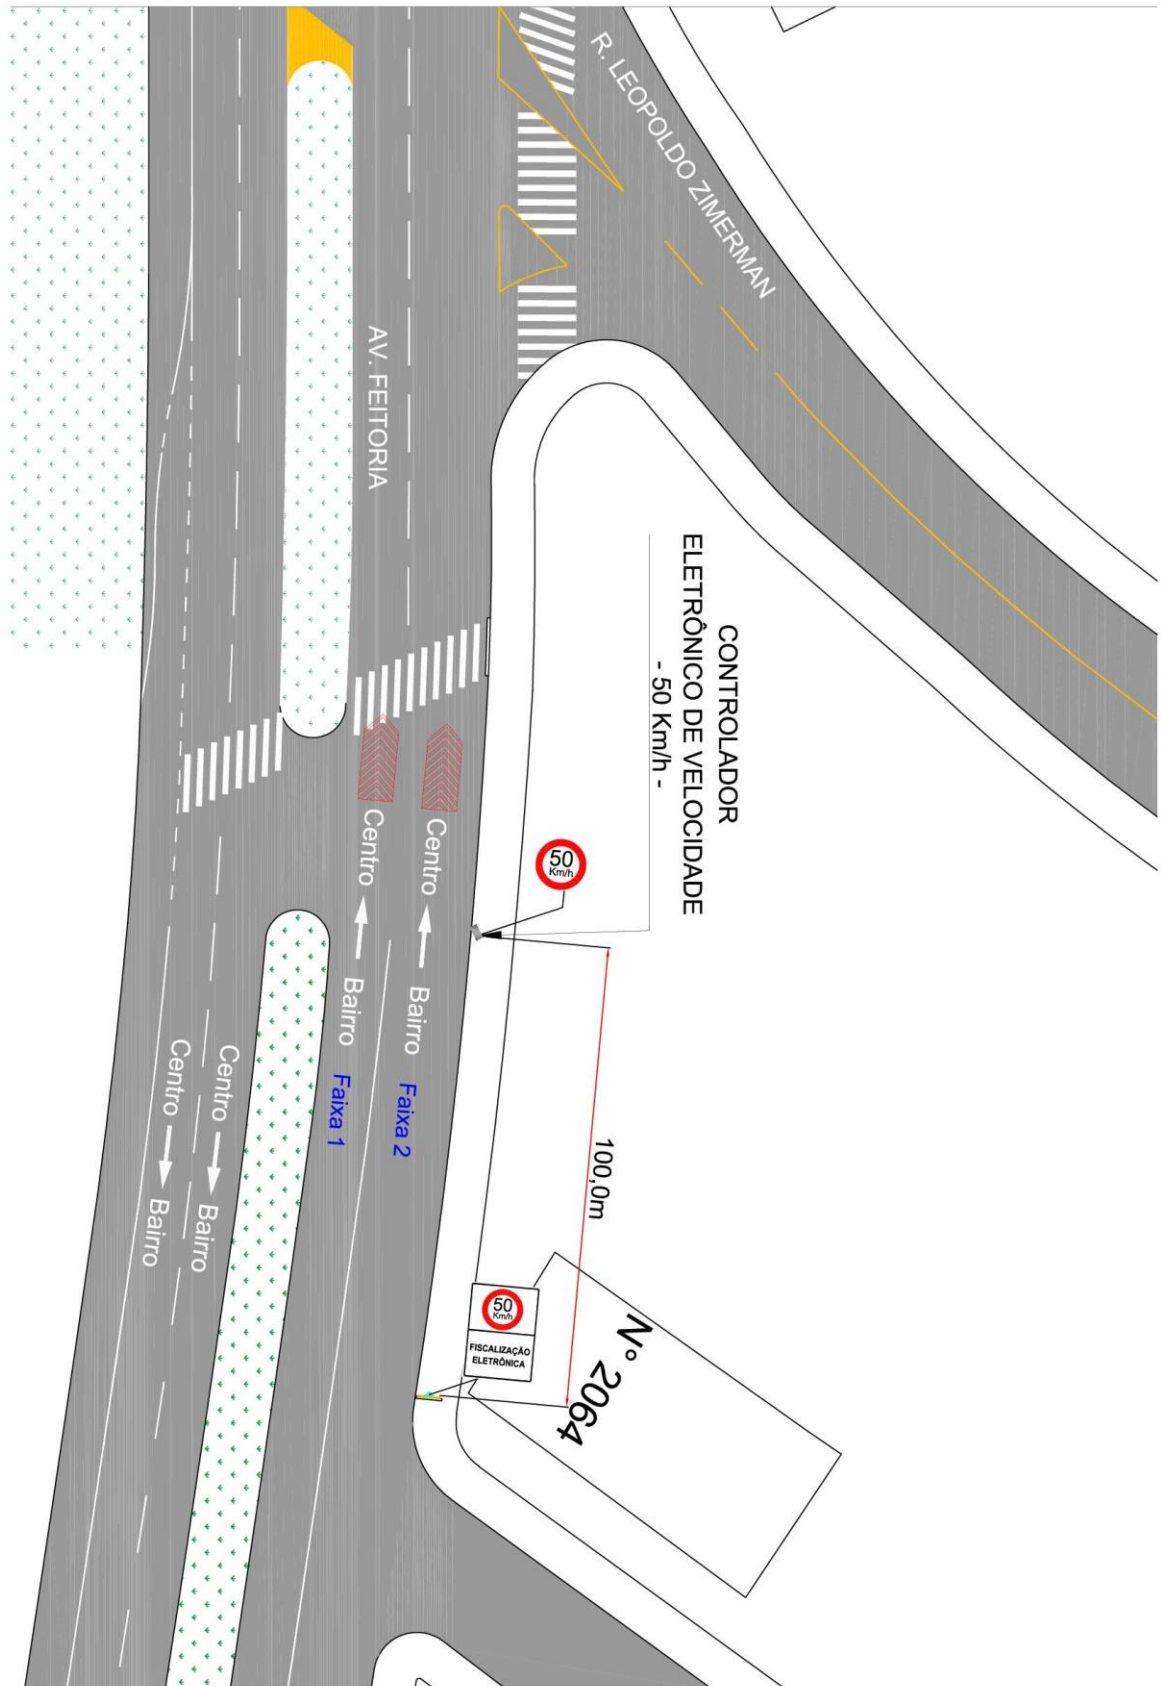 R. LEOPOLDO ZIMERMAN
AV. FEITORIA
CONTROLADOR
ELETRÔNICO DE VELOCIDADE
- 50 Km/h -
50
Km/h
Centro
Bairro
Faixa 2
Centro
Bairro
Faixa 1
100,0m
Centro
Bairro
Centro
Bairro
50
Km/h
FISCALIZAÇÃO
ELETRÔNICA
N° 2064